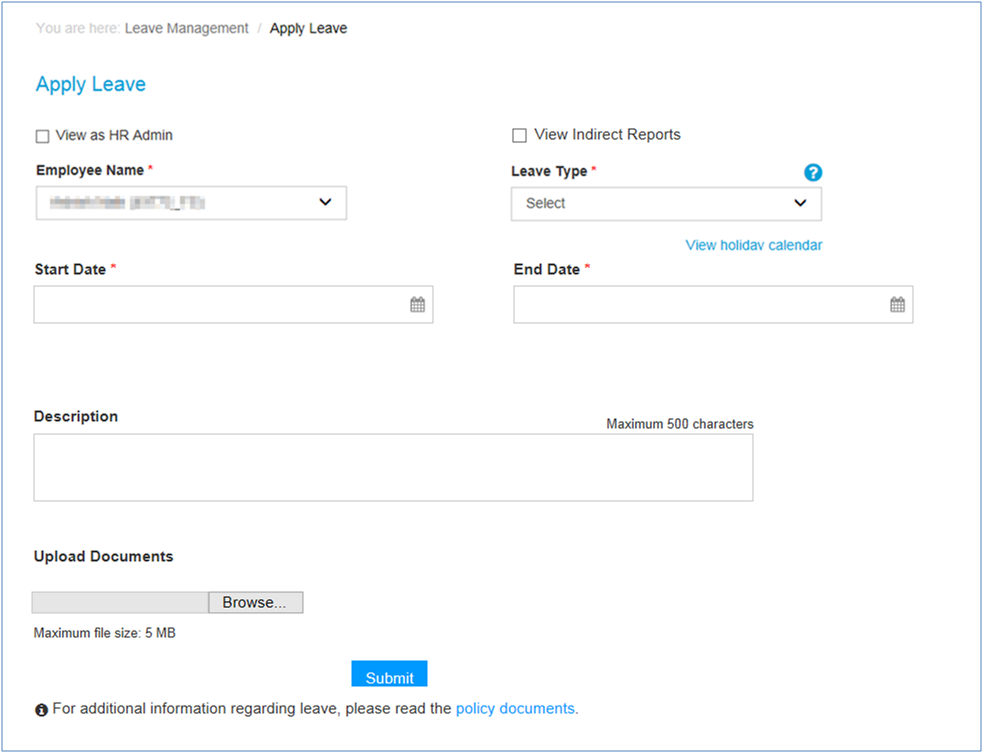 You are here: Leave Management / Apply Leave
Apply Leave
View as HR Admin
View Indirect Reports
Employee Name *
Leave Type *
?
Select
View holiday calendar
Start Date *
End Date *
Description
Maximum 500 characters
Upload Documents
Browse...
Maximum file size: 5 MB
Submit
For additional information regarding leave, please read the policy documents.